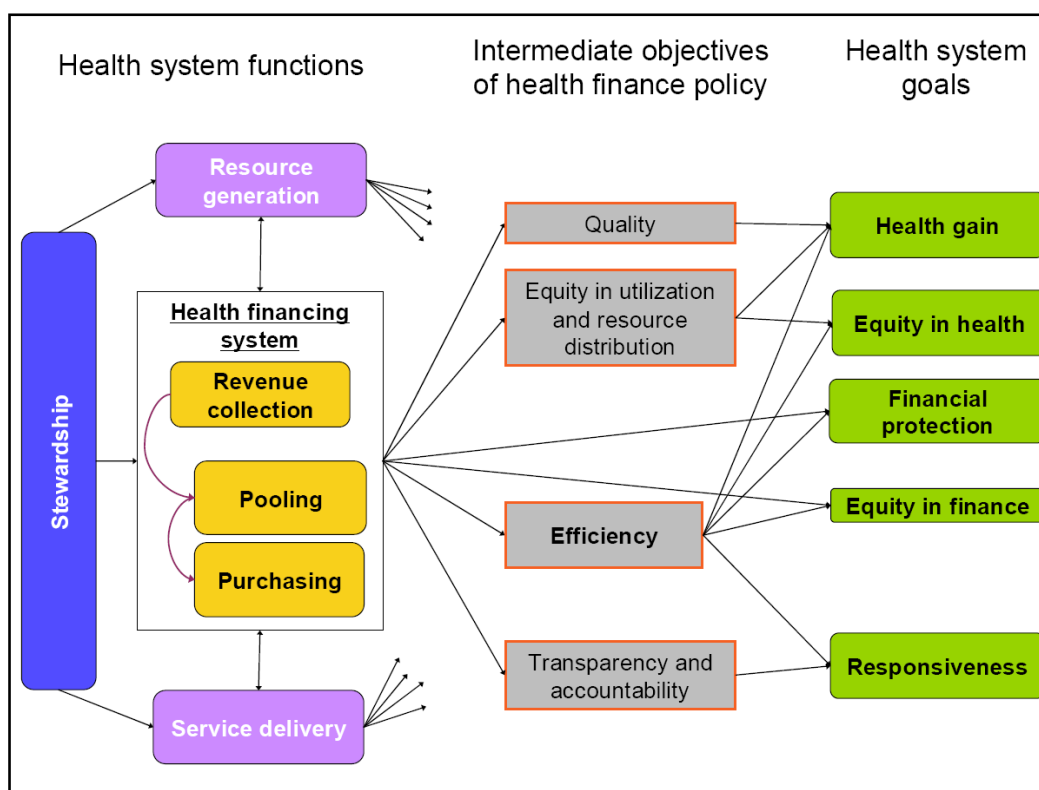 Health system functions
Intermediate objectives
of health finance policy
Health system
goals
Stewardship
Resource
generation
Health financing
system
Revenue
collection
Pooling
Purchasing
Service delivery
Quality
Equity in utilization
and resource
distribution
Efficiency
Transparency and
accountability
Health gain
Equity in health
Financial
protection
Equity in finance
Responsiveness